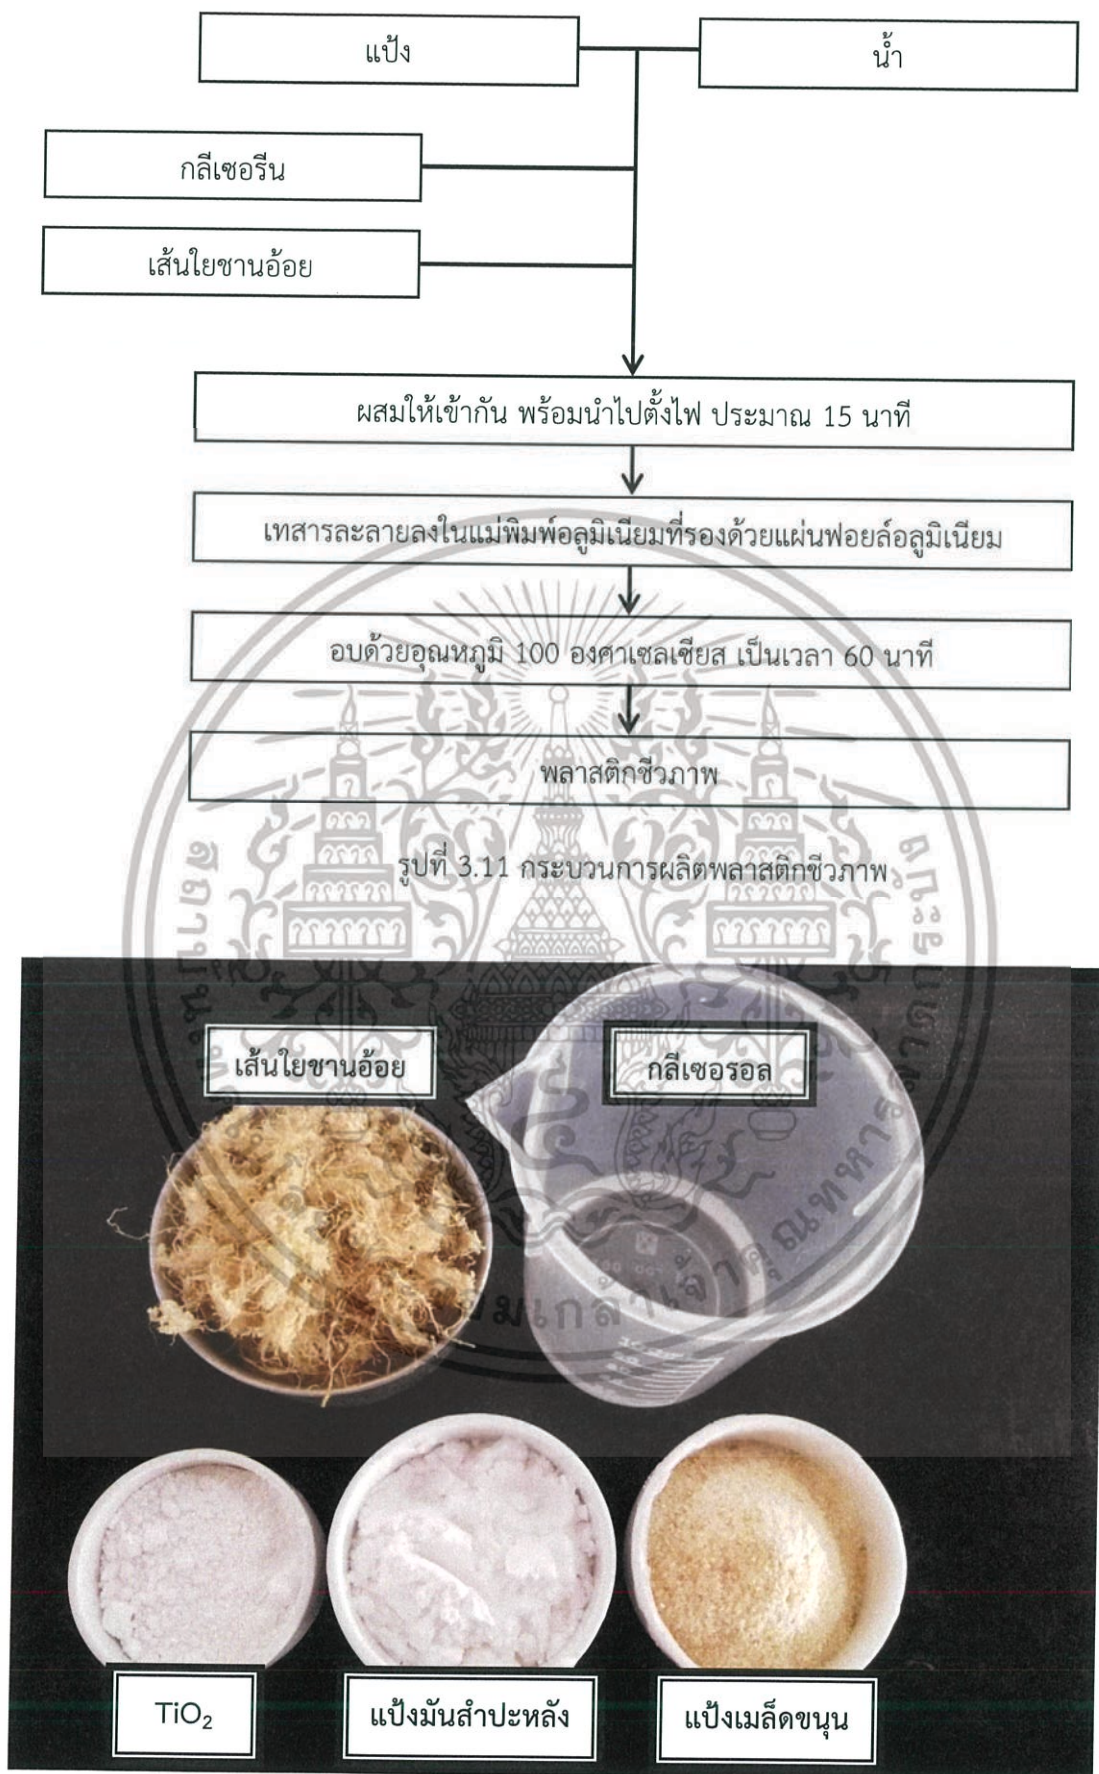 แป้ง
น้ำ
กลีเซอรีน
เส้นใยชานอ้อย
ผสมให้เข้ากัน พร้อมนำไปตั้งไฟ ประมาณ 15 นาที
เทสารละลายลงในแม่พิมพ์อลูมิเนียมที่รองด้วยแผ่นฟอยล์อลูมิเนียม
อบด้วยอุณหภูมิ 100 องศาเซลเซียส เป็นเวลา 60 นาที
พลาสติกชีวภาพ
รูปที่ 3.11 กระบวนการผลิตพลาสติกชีวภาพ
เส้นใยชานอ้อย
กลีเซอรอล
TiO₂
แป้งมันสำปะหลัง
แป้งเมล็ดขนุน